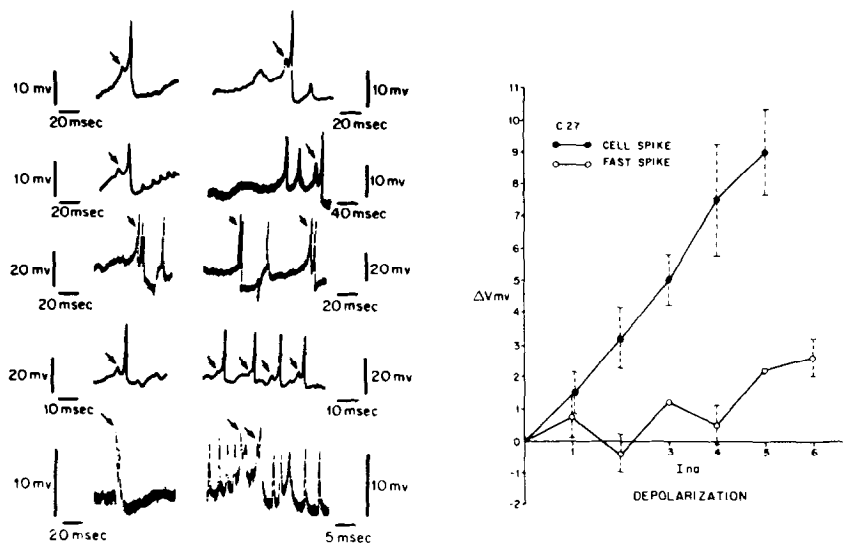 10 mv
20 msec
10 mv
20 msec
10 mv
20 msec
10 mv
40 msec
20 mv
20 msec
20 mv
20 msec
20 mv
10 msec
20 mv
10 msec
10 mv
20 msec
10 mv
5 msec
C 27
CELL SPIKE
FAST SPIKE
11
10
9
8
7
6
5
4
3
2
1
0
-1
-2
ΔVmv
1
3
4
5
6
I na
DEPOLARIZATION